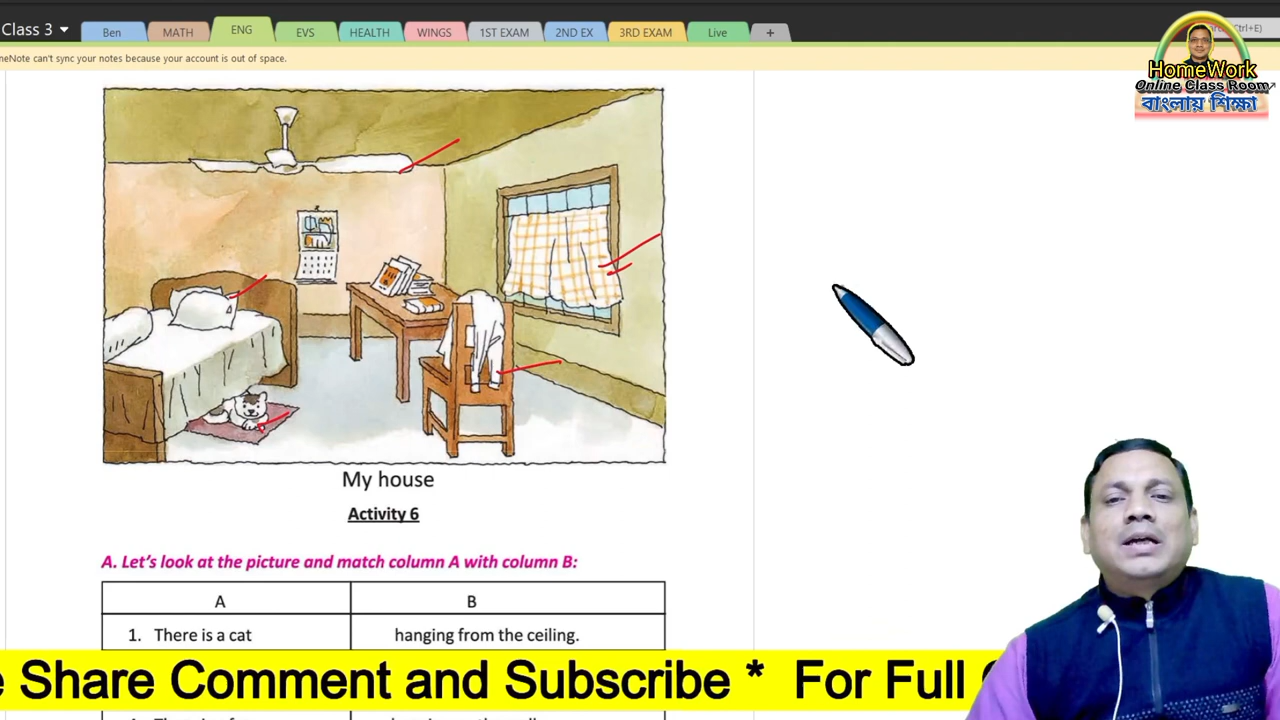 Class 3 Ben MATH ENG EVS HEALTH WINGS 1ST EXAM 2ND EX 3RD EXAM Live +
Ctrl+E)
neNote can't sync your notes because your account is out of space.
HomeWork
Online Class Room
বাংলায় শিক্ষা
My house
Activity 6
A. Let's look at the picture and match column A with column B:
A B
1. There is a cat hanging from the ceiling.
e Share Comment and Subscribe * For Full